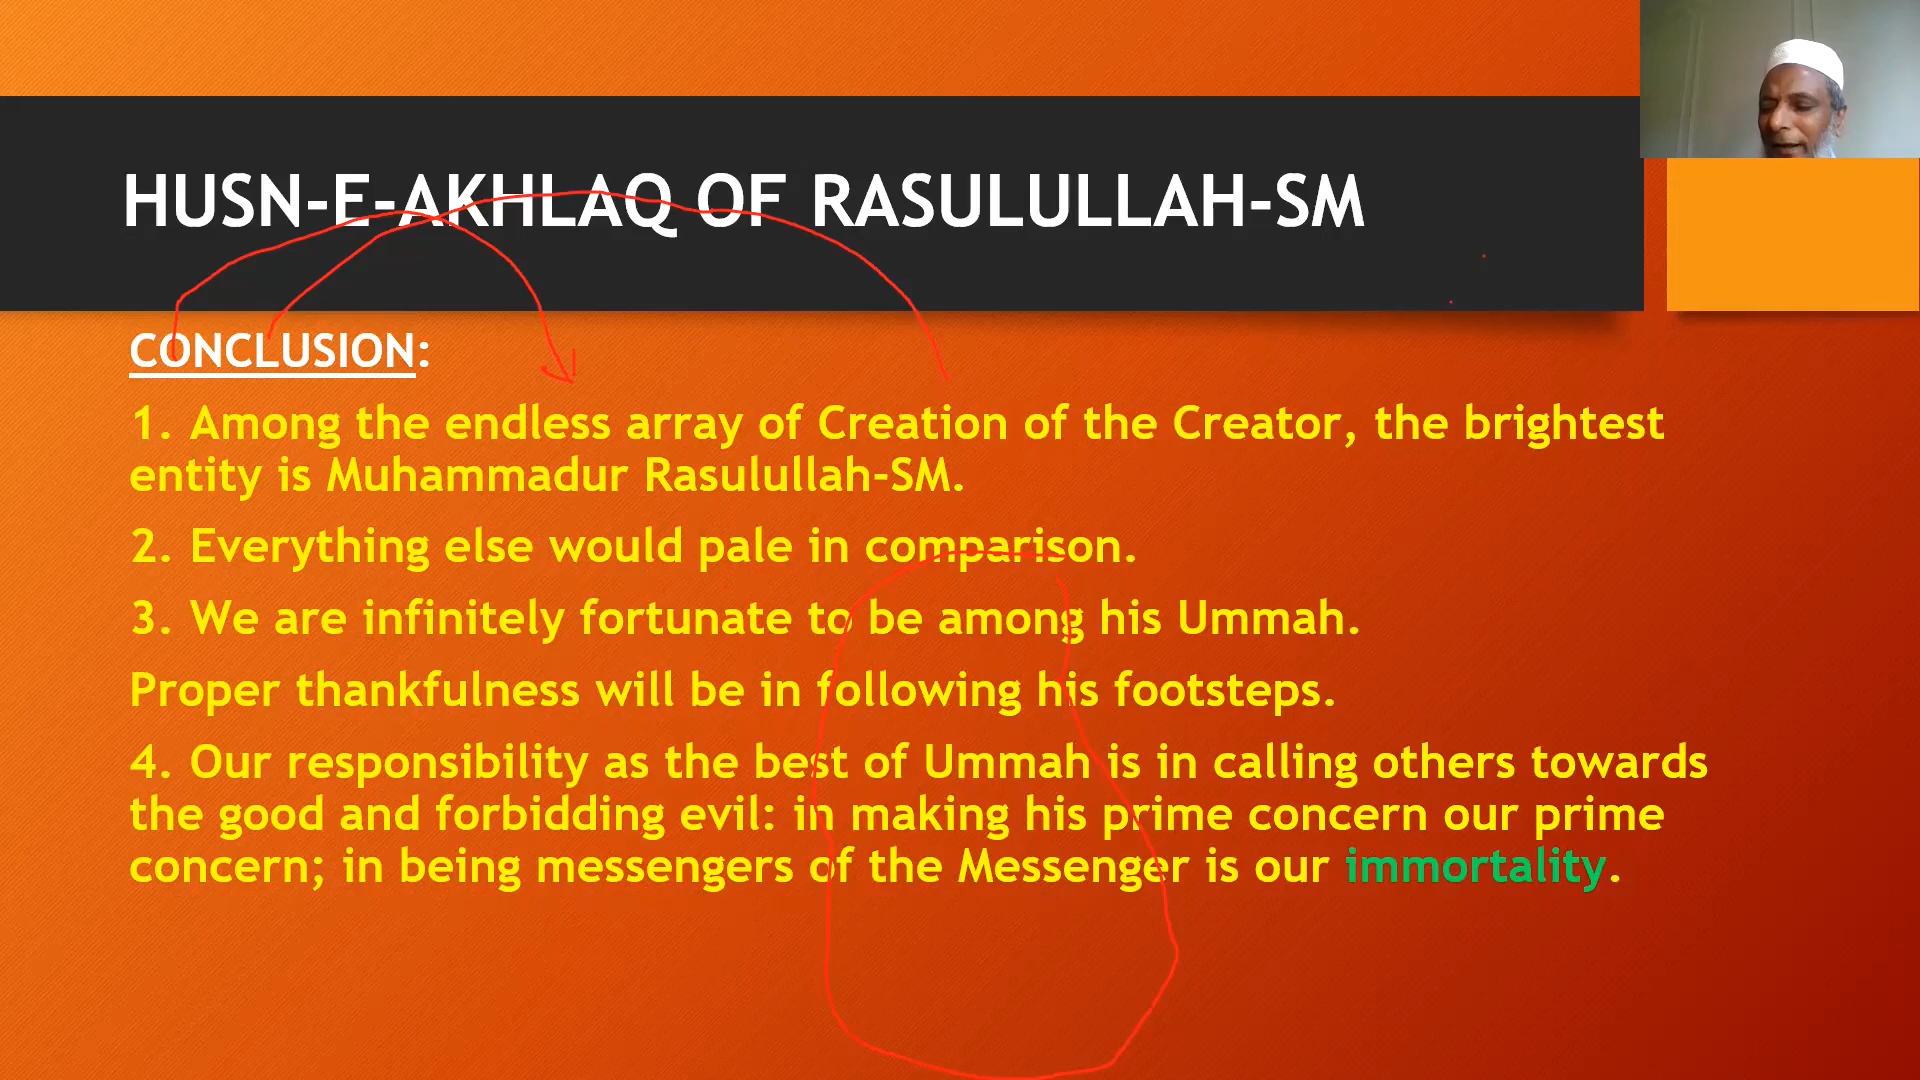 HUSN-E-AKHLAQ OF RASULULLAH-SM
CONCLUSION:
1. Among the endless array of Creation of the Creator, the brightest
entity is Muhammadur Rasulullah-SM.
2. Everything else would pale in comparison.
3. We are infinitely fortunate to be among his Ummah.
Proper thankfulness will be in following his footsteps.
4. Our responsibility as the best of Ummah is in calling others towards
the good and forbidding evil: in making his prime concern our prime
concern; in being messengers of the Messenger is our immortality.